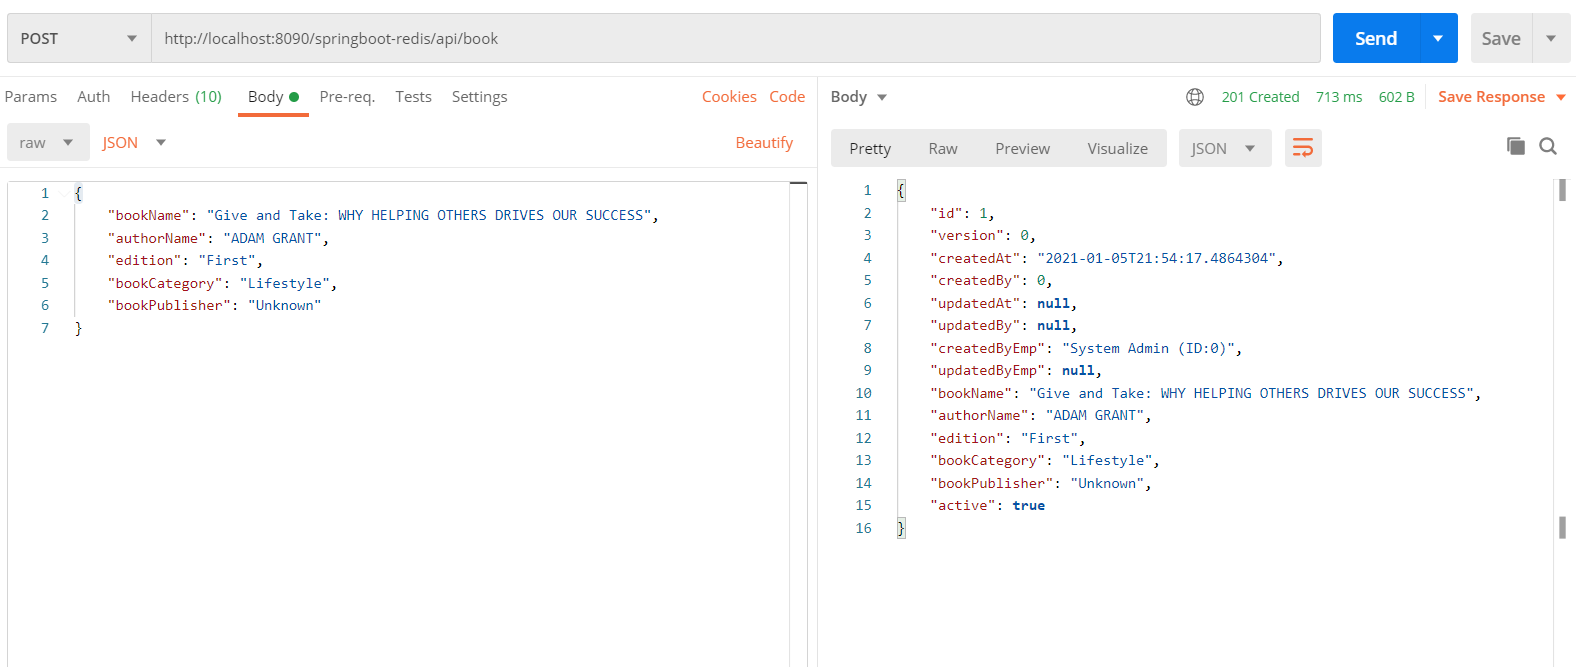 POST http://localhost:8090/springboot-redis/api/book Send Save
Params Auth Headers (10) Body Pre-req. Tests Settings Cookies Code
raw JSON Beautify
1 {
2 "bookName": "Give and Take: WHY HELPING OTHERS DRIVES OUR SUCCESS",
3 "authorName": "ADAM GRANT",
4 "edition": "First",
5 "bookCategory": "Lifestyle",
6 "bookPublisher": "Unknown"
7 }
Body 201 Created 713 ms 602 B Save Response
Pretty Raw Preview Visualize JSON
1 {
2 "id": 1,
3 "version": 0,
4 "createdAt": "2021-01-05T21:54:17.4864304",
5 "createdBy": 0,
6 "updatedAt": null,
7 "updatedBy": null,
8 "createdByEmp": "System Admin (ID:0)",
9 "updatedByEmp": null,
10 "bookName": "Give and Take: WHY HELPING OTHERS DRIVES OUR SUCCESS",
11 "authorName": "ADAM GRANT",
12 "edition": "First",
13 "bookCategory": "Lifestyle",
14 "bookPublisher": "Unknown",
15 "active": true
16 }